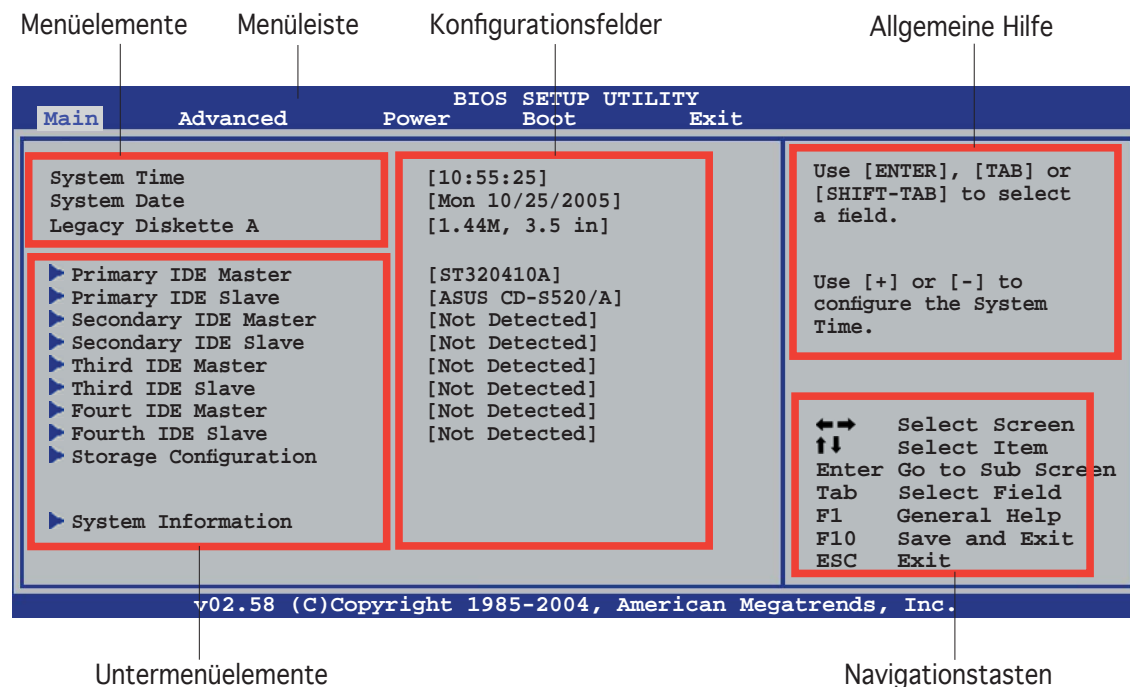 Menüelemente Menüleiste Konfigurationsfelder Allgemeine Hilfe
BIOS SETUP UTILITY
Main Advanced Power Boot Exit
System Time [10:55:25]
System Date [Mon 10/25/2005]
Legacy Diskette A [1.44M, 3.5 in]
Primary IDE Master [ST320410A]
Primary IDE Slave [ASUS CD-S520/A]
Secondary IDE Master [Not Detected]
Secondary IDE Slave [Not Detected]
Third IDE Master [Not Detected]
Third IDE Slave [Not Detected]
Fourt IDE Master [Not Detected]
Fourth IDE Slave [Not Detected]
Storage Configuration
System Information
Use [ENTER], [TAB] or
[SHIFT-TAB] to select
a field.
Use [+] or [-] to
configure the System
Time.
←→ Select Screen
↑↓ Select Item
Enter Go to Sub Screen
Tab Select Field
F1 General Help
F10 Save and Exit
ESC Exit
v02.58 (C)Copyright 1985-2004, American Megatrends, Inc.
Untermenüelemente Navigationstasten